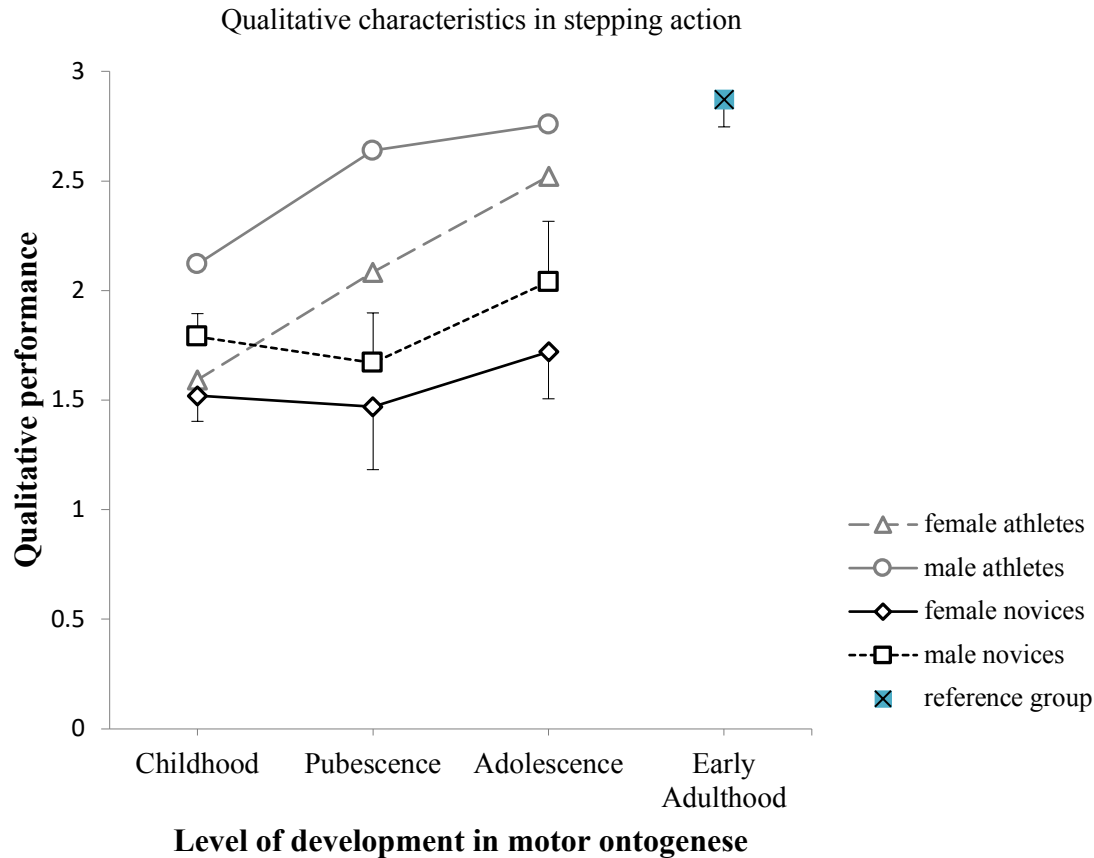 Qualitative characteristics in stepping action
Qualitative performance
3
2.5
2
1.5
1
0.5
0
Childhood
Pubescence
Adolescence
Early
Adulthood
Level of development in motor ontogenese
female athletes
male athletes
female novices
male novices
reference group